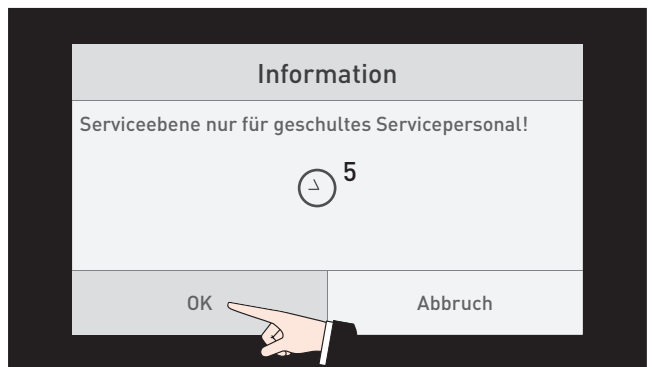 Information
Serviceebene nur für geschultes Servicepersonal!
5
OK
Abbruch